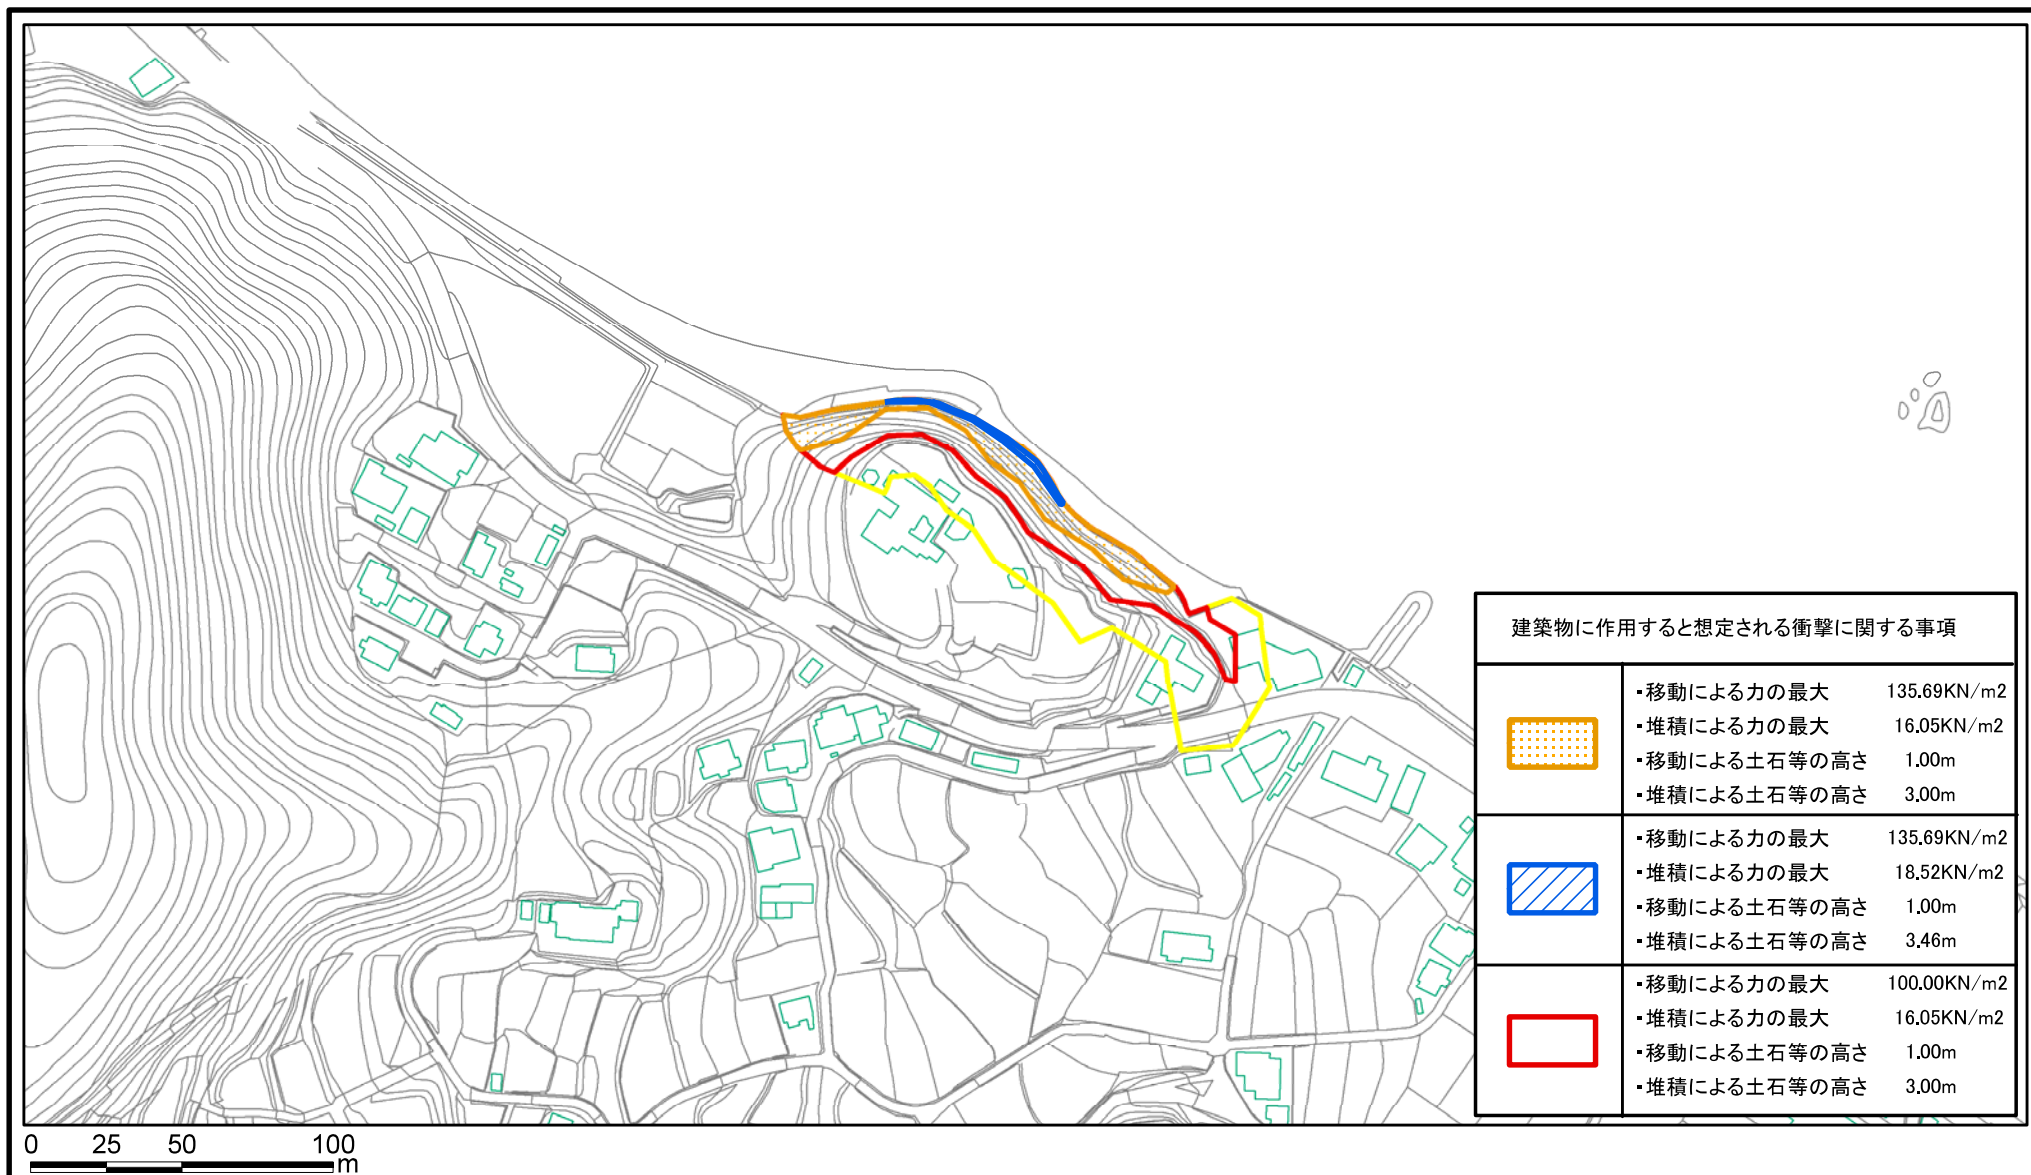 建築物に作用すると想定される衝撃に関する事項
・移動による力の最大 135.69KN/m2
・堆積による力の最大 16.05KN/m2
・移動による土石等の高さ 1.00m
・堆積による土石等の高さ 3.00m
・移動による力の最大 135.69KN/m2
・堆積による力の最大 18.52KN/m2
・移動による土石等の高さ 1.00m
・堆積による土石等の高さ 3.46m
・移動による力の最大 100.00KN/m2
・堆積による力の最大 16.05KN/m2
・移動による土石等の高さ 1.00m
・堆積による土石等の高さ 3.00m
0 25 50 100
m